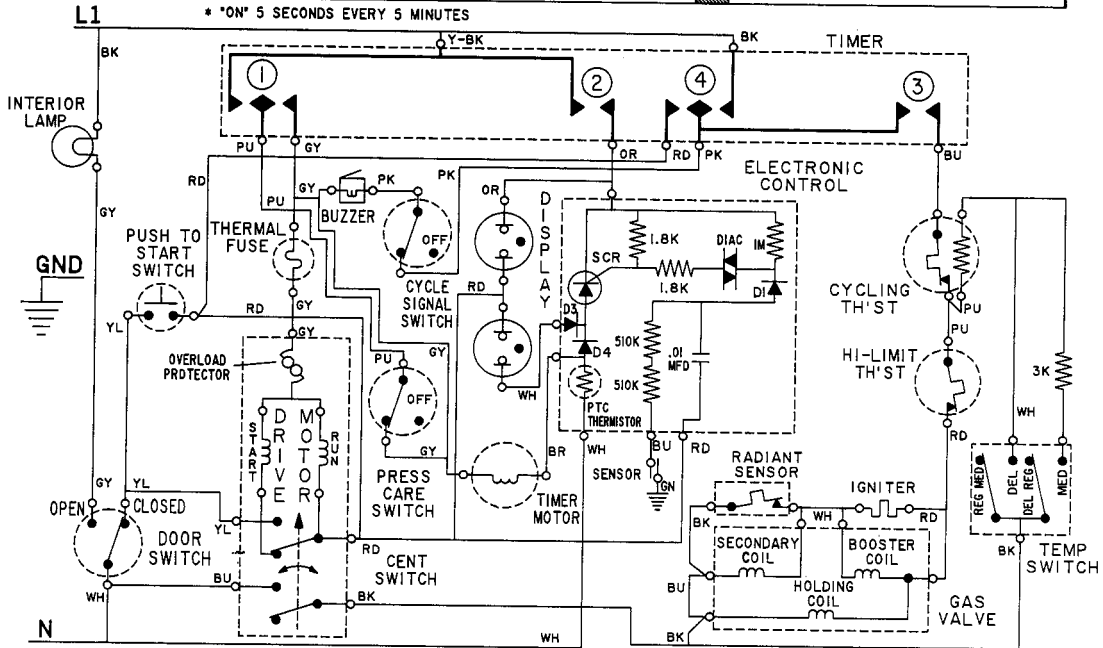 * "ON" 5 SECONDS EVERY 5 MINUTES
L1
BK
Y-BK
BK
TIMER
1
2
4
3
INTERIOR
LAMP
PU
GY
OR
RD
PK
BU
ELECTRONIC
CONTROL
RD
PU
GY
BUZZER
PK
PK
OR
DISPLAY
GY
PUSH TO
START
SWITCH
THERMAL
FUSE
OFF
1.8K
DIAC
1M
SCR
1.8K
D1
GND
CYCLE
SIGNAL
SWITCH
CYCLING
TH'ST
PU
YL
RD
GY
GY
D3
510K
D4
.01
MFD
510K
PU
HI-LIMIT
TH'ST
OVERLOAD
PROTECTOR
PU
GY
OFF
WH
PTC
THERMISTOR
3K
DRIVE
MOTOR
START
RUN
GY
BR
WH
BU
RD
RD
WH
SENSOR
GN
PRESS
CARE
SWITCH
TIMER
MOTOR
RADIANT
SENSOR
IGNITER
REG MED
DEL
DEL REG
MED
GY
YL
OPEN
CLOSED
YL
BK
WH
RD
DOOR
SWITCH
RD
CENT
SWITCH
SECONDARY
COIL
BOOSTER
COIL
BK
TEMP
SWITCH
BU
BK
BU
HOLDING
COIL
GAS
VALVE
WH
N
WH
BK